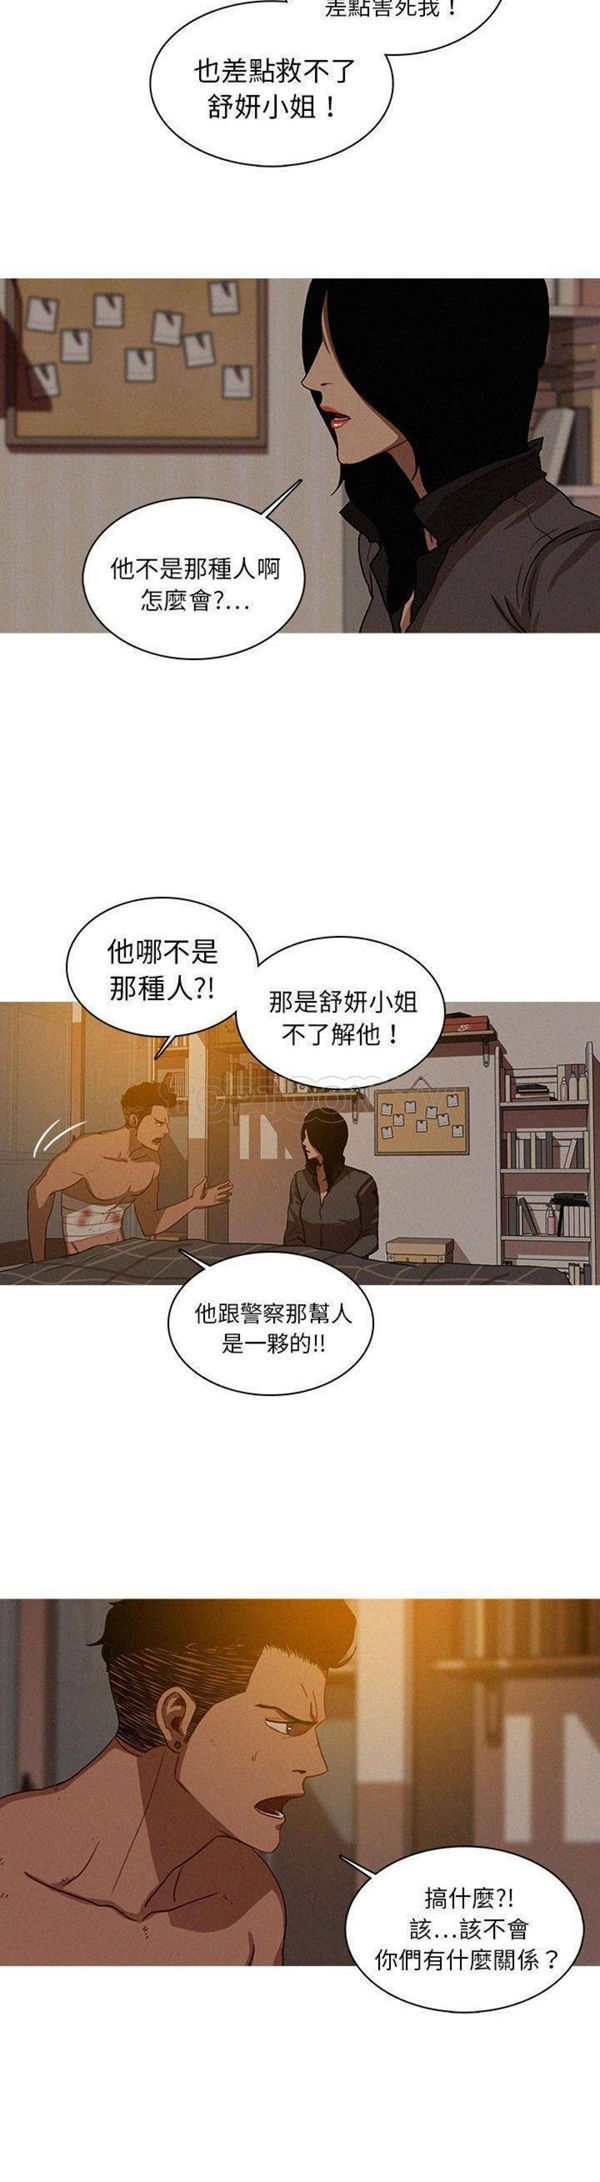 差點害死我！
也差點救不了
舒妍小姐！
他不是那種人啊
怎麼會?...
他哪不是
那種人?!
那是舒妍小姐
不了解他！
TOPTOON
他跟警察那幫人
是一夥的!!
搞什麼?!
該...該不會
你們有什麼關係？